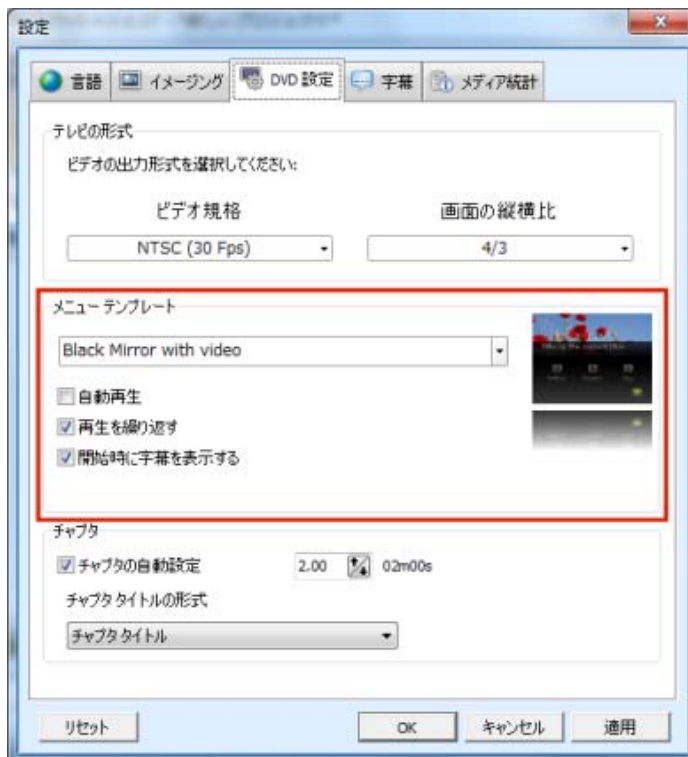 設定
言語 イメージング DVD 設定 字幕 メディア統計
テレビの形式
ビデオの出力形式を選択してください:
ビデオ規格 画面の縦横比
NTSC (30 Fps) 4/3
メニュー テンプレート
Black Mirror with video
自動再生
再生を繰り返す
開始時に字幕を表示する
チャプタ
チャプタの自動設定 2.00 02m00s
チャプタ タイトルの形式
チャプタ タイトル
リセット OK キャンセル 適用